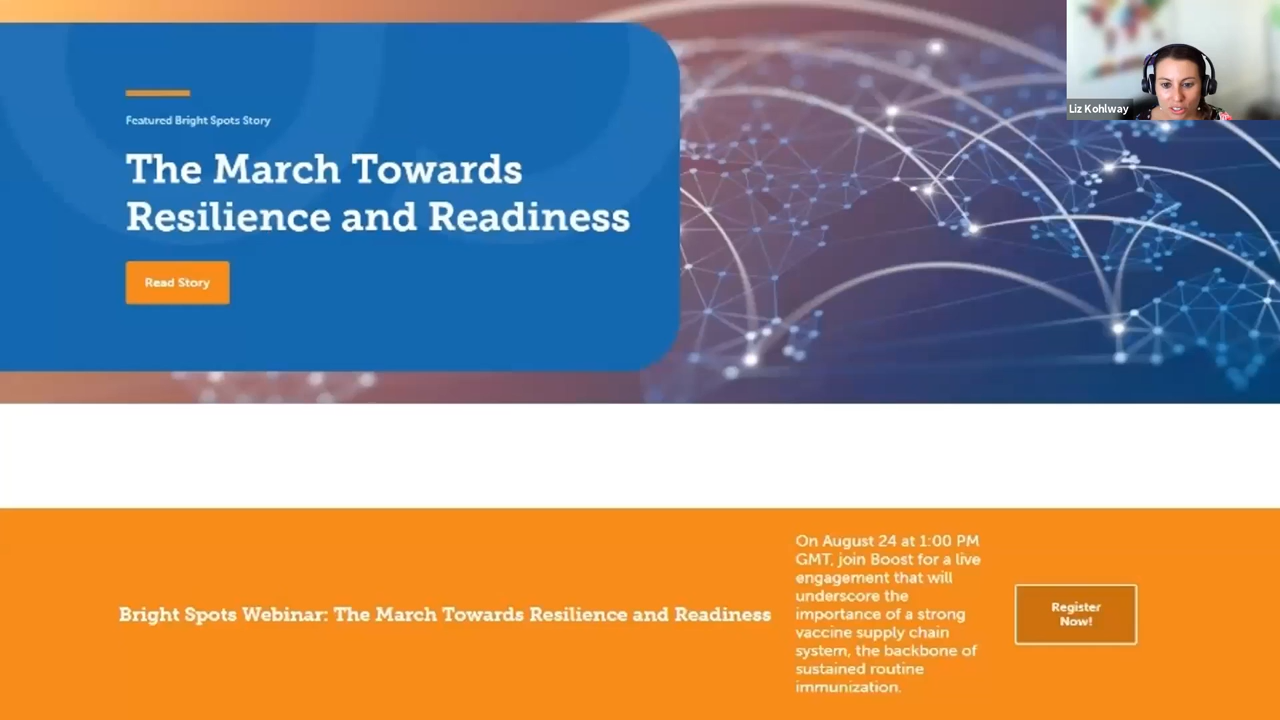 Liz Kohlway
Featured Bright Spots Story
The March Towards
Resilience and Readiness
Read Story
Bright Spots Webinar: The March Towards Resilience and Readiness
On August 24 at 1:00 PM
GMT, join Boost for a live
engagement that will
underscore the
importance of a strong
vaccine supply chain
system, the backbone of
sustained routine
immunization.
Register
Now!